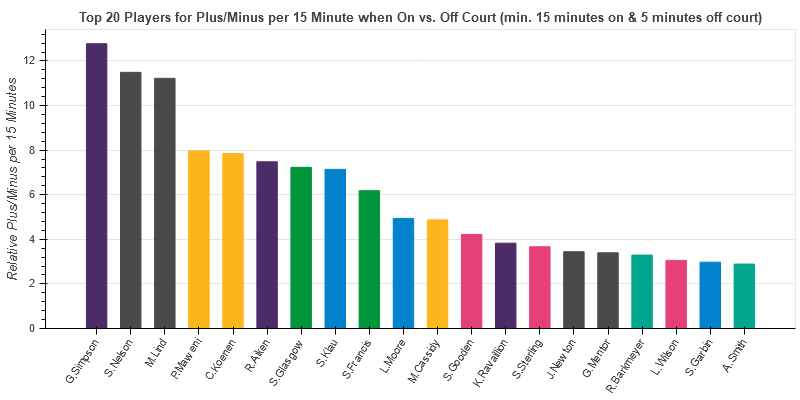 Top 20 Players for Plus/Minus per 15 Minute when On vs. Off Court (min. 15 minutes on & 5 minutes off court)
Relative Plus/Minus per 15 Minutes
12
10
8
6
4
2
0
G.Simpson
S.Nelson
M.Lind
P.Maweni
C.Koenen
R.Aiken
S.Glasgow
S.Klau
S.Francis
L.Moore
M.Cassidy
S.Gooden
K.Ravaillion
S.Sterling
J.Newton
G.Mentor
R.Barkmeyer
L.Wilson
S.Garbin
A.Smith